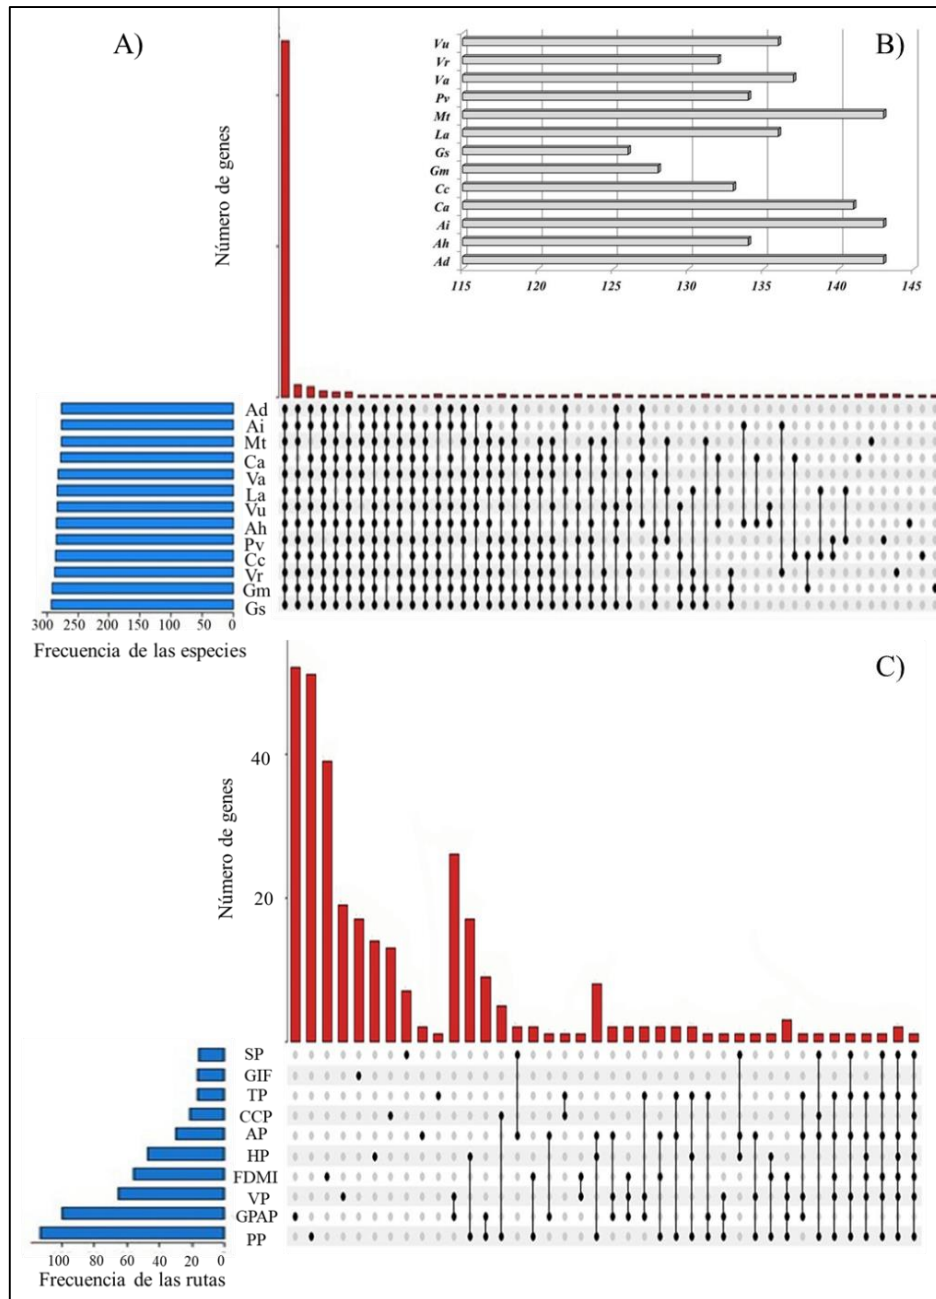 A)
Número de genes
B)
Vu
Vr
Va
Pv
Mt
La
Gs
Gm
Cc
Ca
Ai
Ah
Ad
115 120 125 130 135 140 145
Ad
Ai
Mt
Ca
Va
La
Vu
Ah
Pv
Cc
Vr
Gm
Gs
300 250 200 150 100 50 0
Frecuencia de las especies
C)
Número de genes
40
20
SP
GIF
TP
CCP
AP
HP
FDMI
VP
GPAP
PP
100 80 60 40 20 0
Frecuencia de las rutas